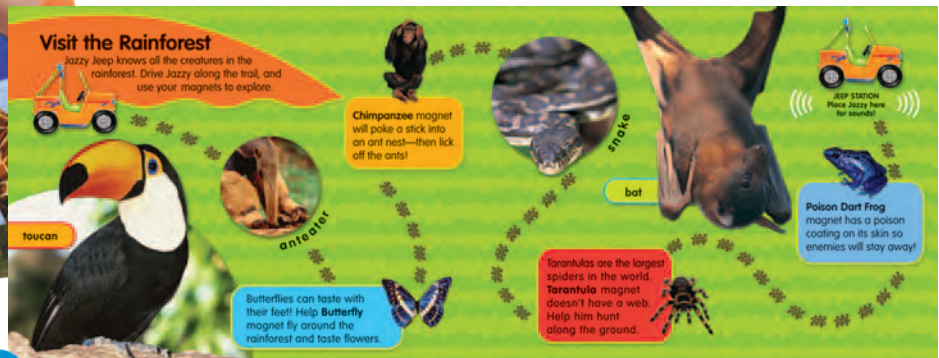 Visit the Rainforest
Jazzy Jeep knows all the creatures in the
rainforest. Drive Jazzy along the trail, and
use your magnets to explore.
toucan
anteater
Chimpanzee magnet
will poke a stick into
an ant nest—then lick
off the ants!
Butterflies can taste with
their feet! Help Butterfly
magnet fly around the
rainforest and taste flowers.
snake
bat
Tarantulas are the largest
spiders in the world.
Tarantula magnet
doesn't have a web.
Help him hunt
along the ground.
JEEP STATION
Place Jazzy here
for sounds!
Poison Dart Frog
magnet has a poison
coating on its skin so
enemies will stay away!